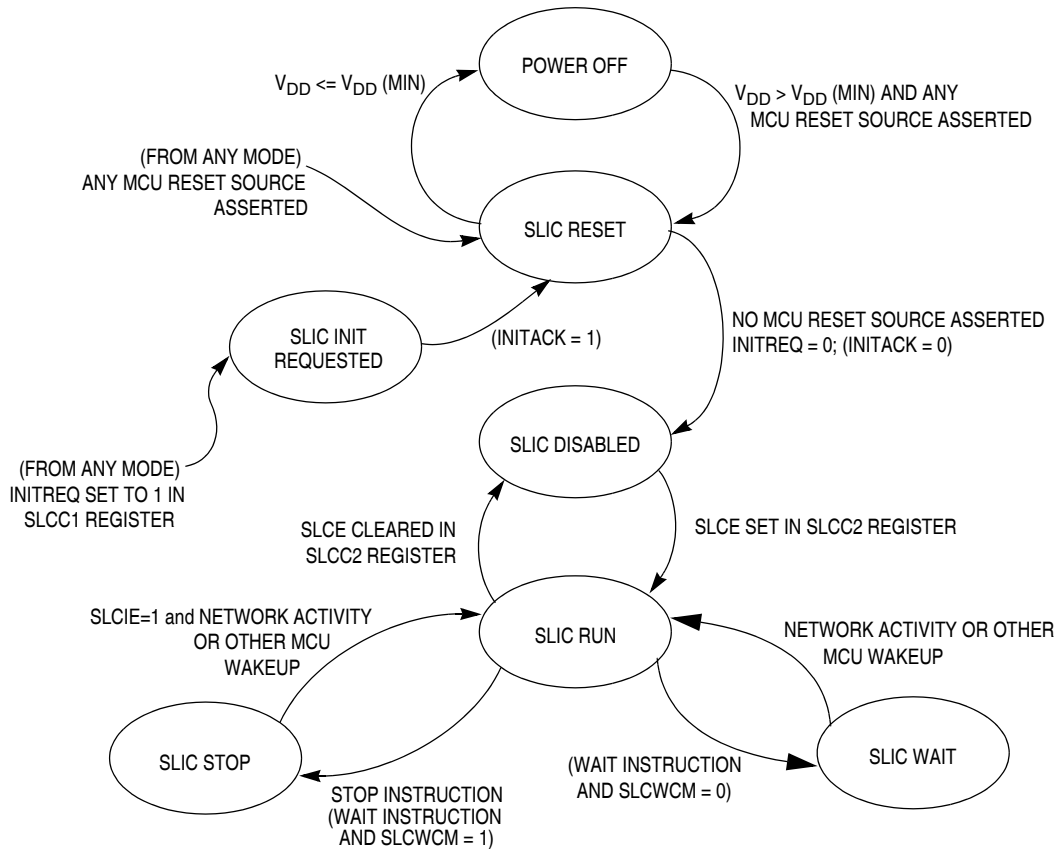 POWER OFF
V_DD <= V_DD (MIN)
V_DD > V_DD (MIN) AND ANY
MCU RESET SOURCE ASSERTED
(FROM ANY MODE)
ANY MCU RESET SOURCE
ASSERTED
SLIC RESET
SLIC INIT
REQUESTED
(INITACK = 1)
NO MCU RESET SOURCE ASSERTED
INITREQ = 0; (INITACK = 0)
SLIC DISABLED
(FROM ANY MODE)
INITREQ SET TO 1 IN
SLCC1 REGISTER
SLCE CLEARED IN
SLCC2 REGISTER
SLCE SET IN SLCC2 REGISTER
SLCIE=1 and NETWORK ACTIVITY
OR OTHER MCU
WAKEUP
SLIC RUN
NETWORK ACTIVITY OR OTHER
MCU WAKEUP
SLIC STOP
SLIC WAIT
(WAIT INSTRUCTION
AND SLCWCM = 0)
STOP INSTRUCTION
(WAIT INSTRUCTION
AND SLCWCM = 1)